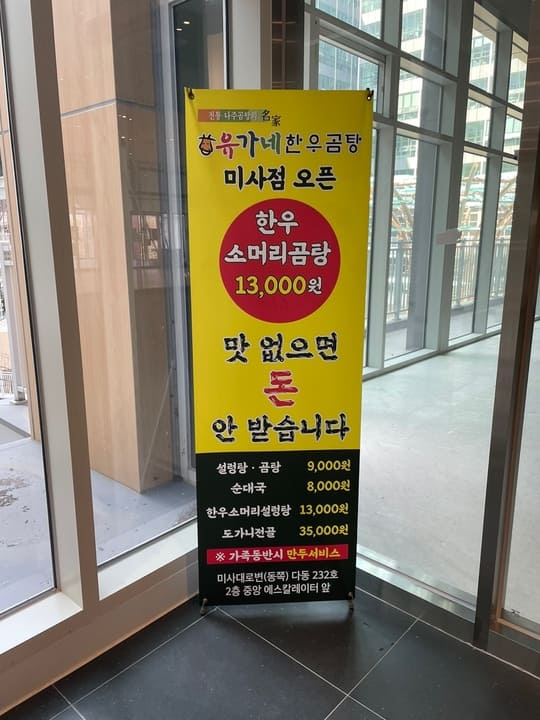 전통 나주곰탕의 名家
유가네한우곰탕
미사점 오픈
한우
소머리곰탕
13,000원
맛 없으면
돈
안 받습니다
설렁탕 · 곰탕 9,000원
순대국 8,000원
한우소머리설렁탕 13,000원
도가니전골 35,000원
※ 가족동반시 만두서비스
미사대로변(동쪽) 다동 232호
2층 중앙 에스칼레이터 앞